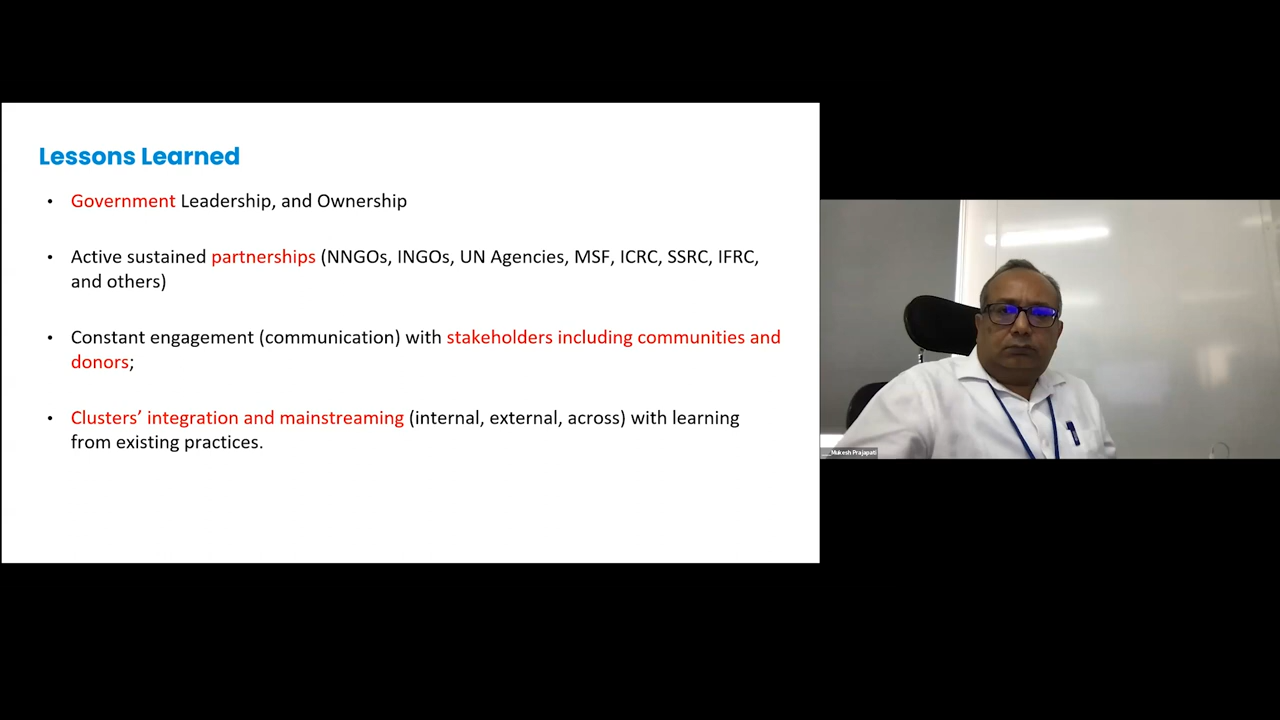 Lessons Learned
• Government Leadership, and Ownership
• Active sustained partnerships (NNGOs, INGOs, UN Agencies, MSF, ICRC, SSRC, IFRC,
and others)
• Constant engagement (communication) with stakeholders including communities and
donors;
• Clusters’ integration and mainstreaming (internal, external, across) with learning
from existing practices.
Mukesh Prajapati